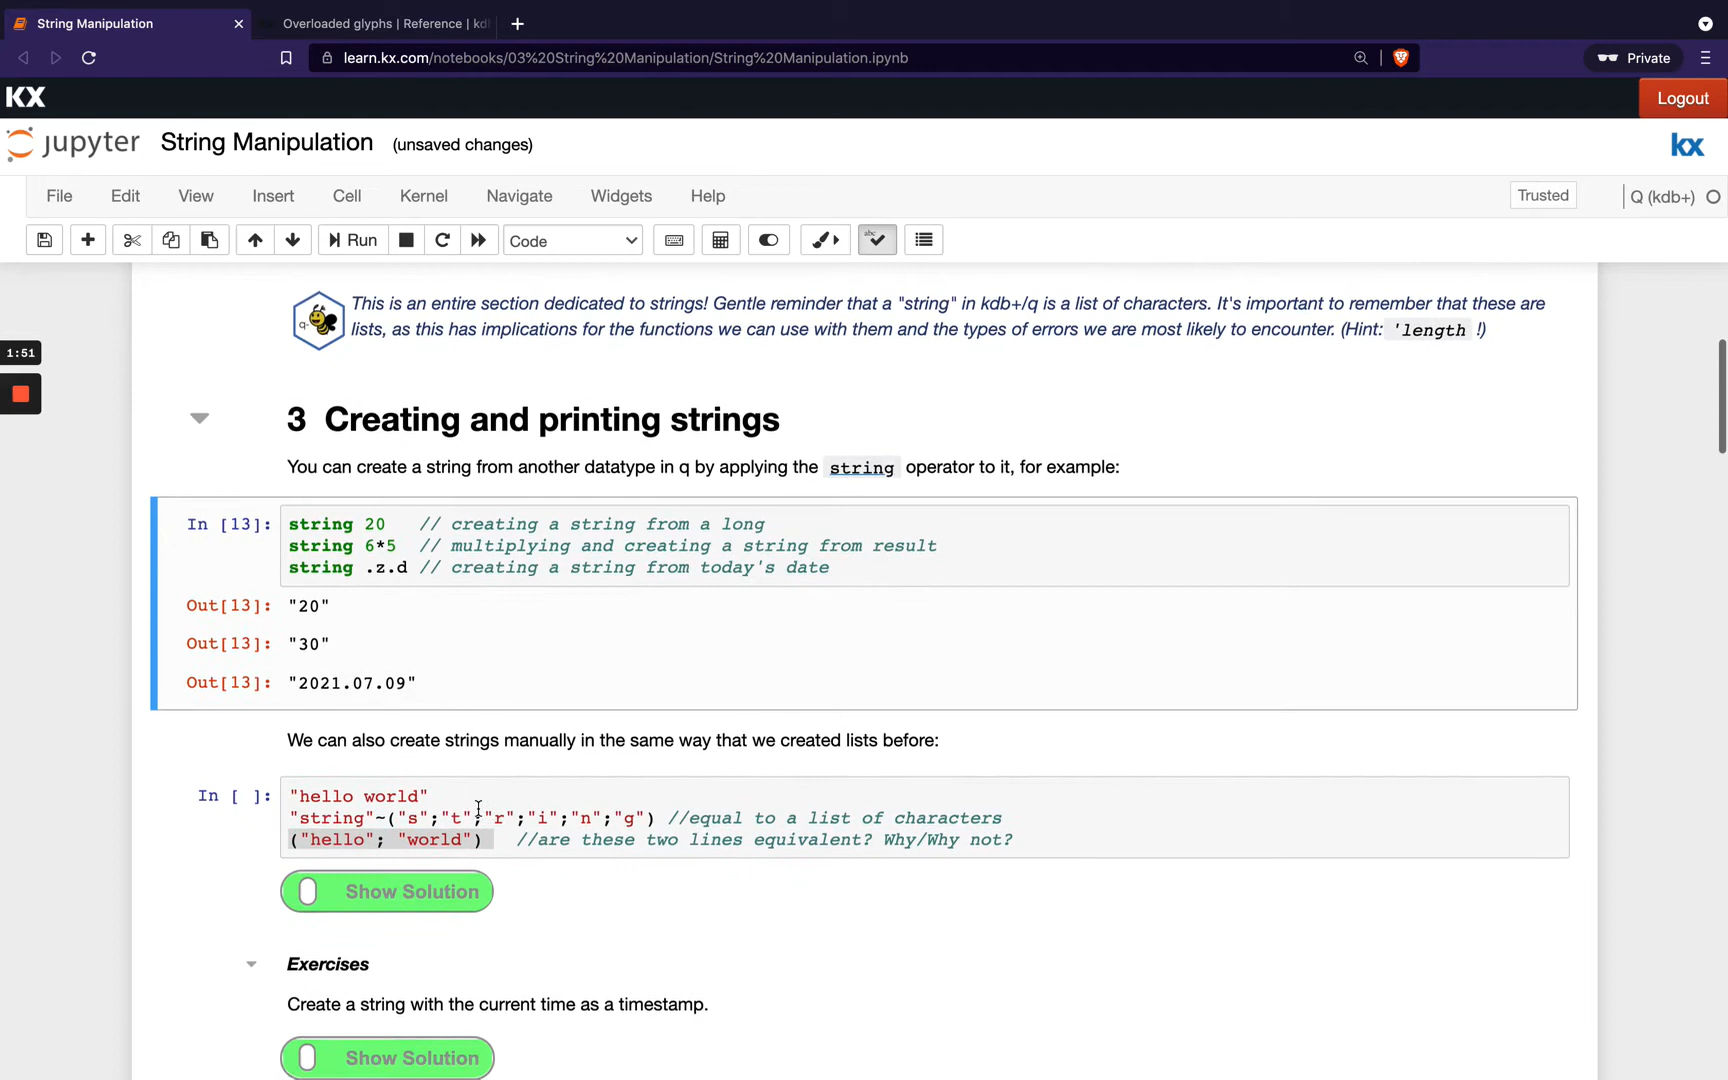 String Manipulation
Overloaded glyphs | Reference | kd
learn.kx.com/notebooks/03%20String%20Manipulation/String%20Manipulation.ipynb
Private
KX
Logout
jupyter String Manipulation (unsaved changes)
kx
File Edit View Insert Cell Kernel Navigate Widgets Help
Trusted
Q (kdb+)
Run
Code
abc
This is an entire section dedicated to strings! Gentle reminder that a "string" in kdb+/q is a list of characters. It's important to remember that these are
lists, as this has implications for the functions we can use with them and the types of errors we are most likely to encounter. (Hint: 'length !)
q-
1:51
3 Creating and printing strings
You can create a string from another datatype in q by applying the string operator to it, for example:
In [13]: string 20 // creating a string from a long
string 6*5 // multiplying and creating a string from result
string .z.d // creating a string from today's date
Out[13]: "20"
Out[13]: "30"
Out[13]: "2021.07.09"
We can also create strings manually in the same way that we created lists before:
In [ ]: "hello world"
"string"~("s";"t";"r";"i";"n";"g") //equal to a list of characters
("hello"; "world") //are these two lines equivalent? Why/Why not?
Show Solution
Exercises
Create a string with the current time as a timestamp.
Show Solution